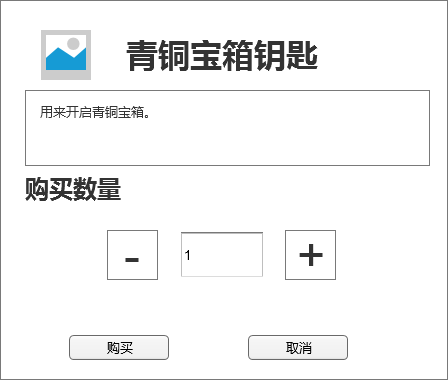 青铜宝箱钥匙
用来开启青铜宝箱。
购买数量
- 1 +
购买 取消